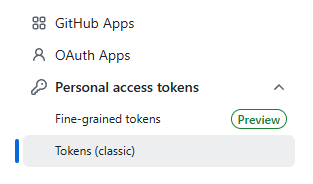 GitHub Apps
OAuth Apps
Personal access tokens
Fine-grained tokens Preview
Tokens (classic)